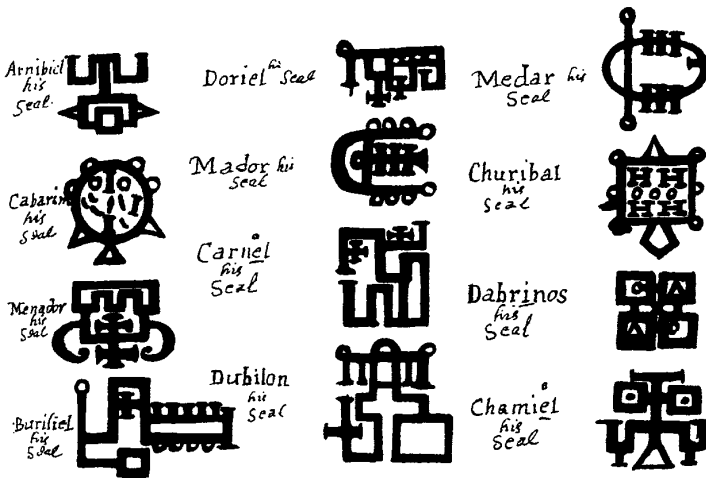 Arnibiel
his
Seal.
Cabarim
his
Seal
Menador
his
Seal
Burisiel
his
Seal
Doriel his Seal
Mador his
Seal
Carniel
his
Seal
Dubilon
his
Seal
Medar his
Seal
Churibal
his
Seal
Dabrinos
his
Seal
Chamiel
his
Seal